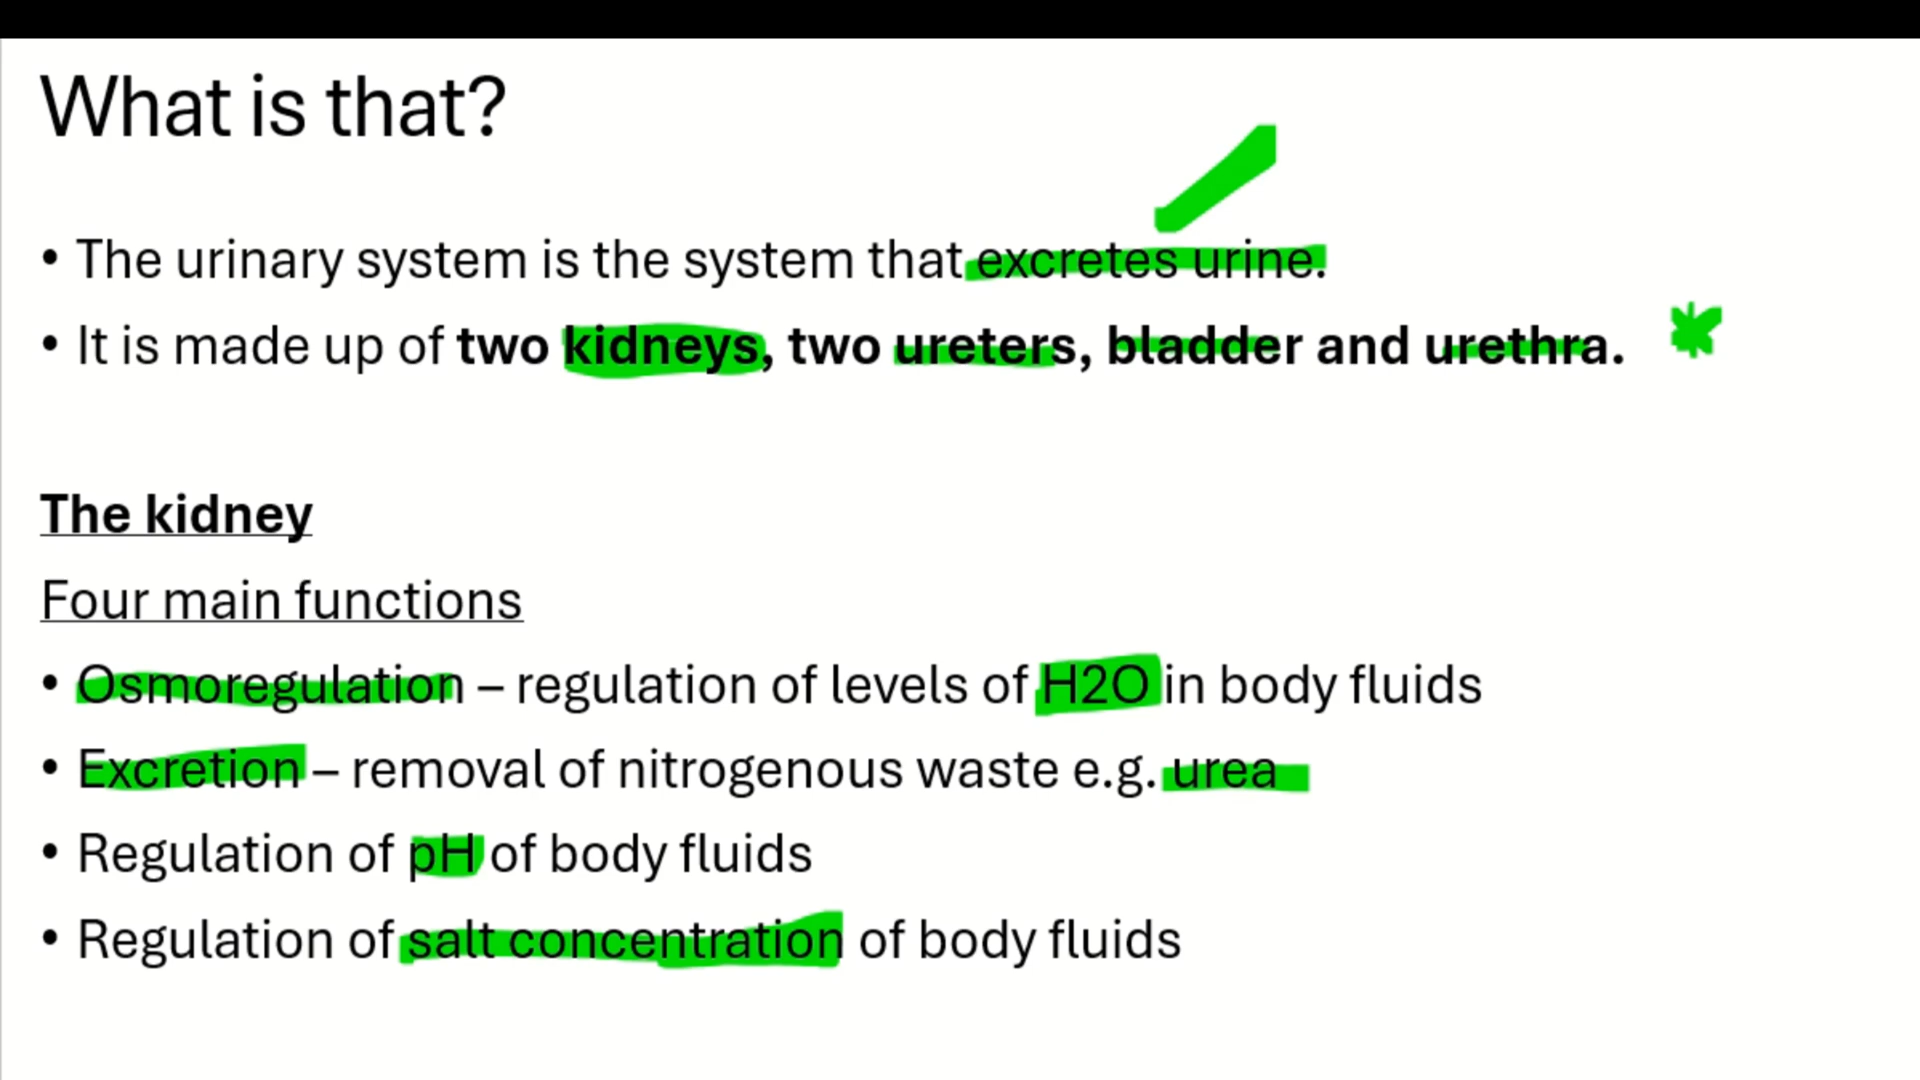 What is that?
• The urinary system is the system that excretes urine.
• It is made up of two kidneys, two ureters, bladder and urethra.
The kidney
Four main functions
• Osmoregulation – regulation of levels of H2O in body fluids
• Excretion – removal of nitrogenous waste e.g. urea
• Regulation of pH of body fluids
• Regulation of salt concentration of body fluids